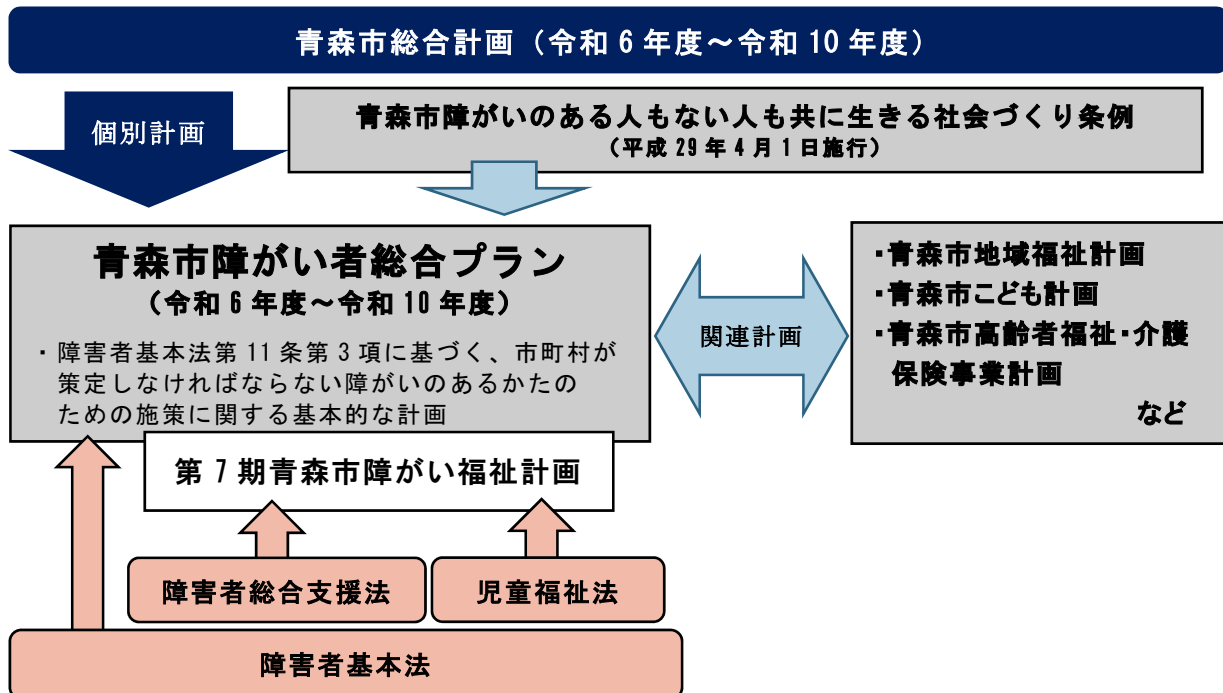 青森市総合計画（令和６年度～令和10年度）
個別計画
青森市障がいのある人もない人も共に生きる社会づくり条例
（平成29年4月1日施行）
青森市障がい者総合プラン
（令和６年度～令和10年度）
・障害者基本法第11条第3項に基づく、市町村が
策定しなければならない障がいのあるかたの
ための施策に関する基本的な計画
関連計画
・青森市地域福祉計画
・青森市こども計画
・青森市高齢者福祉・介護
保険事業計画
など
第７期青森市障がい福祉計画
障害者総合支援法
児童福祉法
障害者基本法